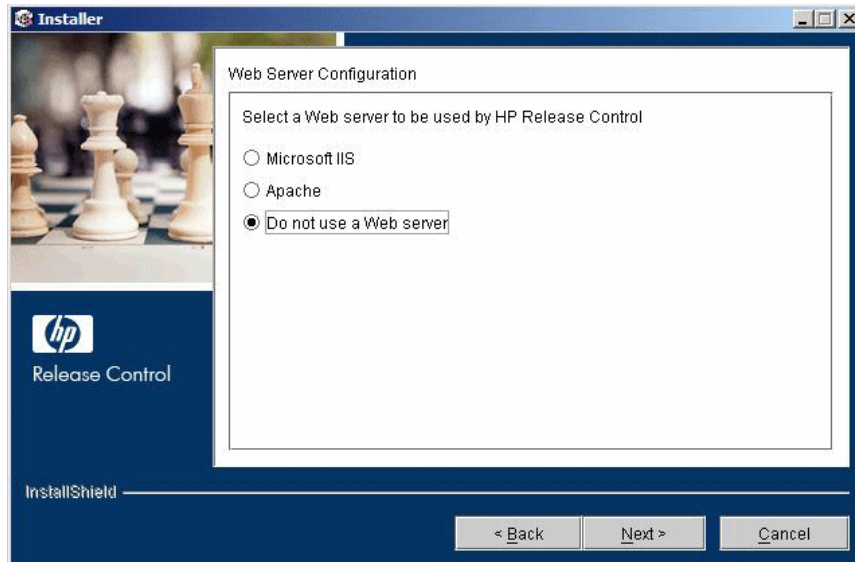 Installer
Web Server Configuration
Select a Web server to be used by HP Release Control
Microsoft IIS
Apache
Do not use a Web server
hp
Release Control
InstallShield
< Back
Next >
Cancel